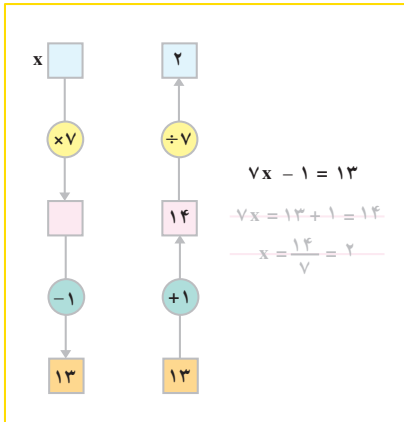 x ۲
×۷ ÷۷
۱۴
−۱ +۱
۱۳ ۱۳
۷x − ۱ = ۱۳
۷x = ۱۳ + ۱ = ۱۴
x = ۱۴/۷ = ۲